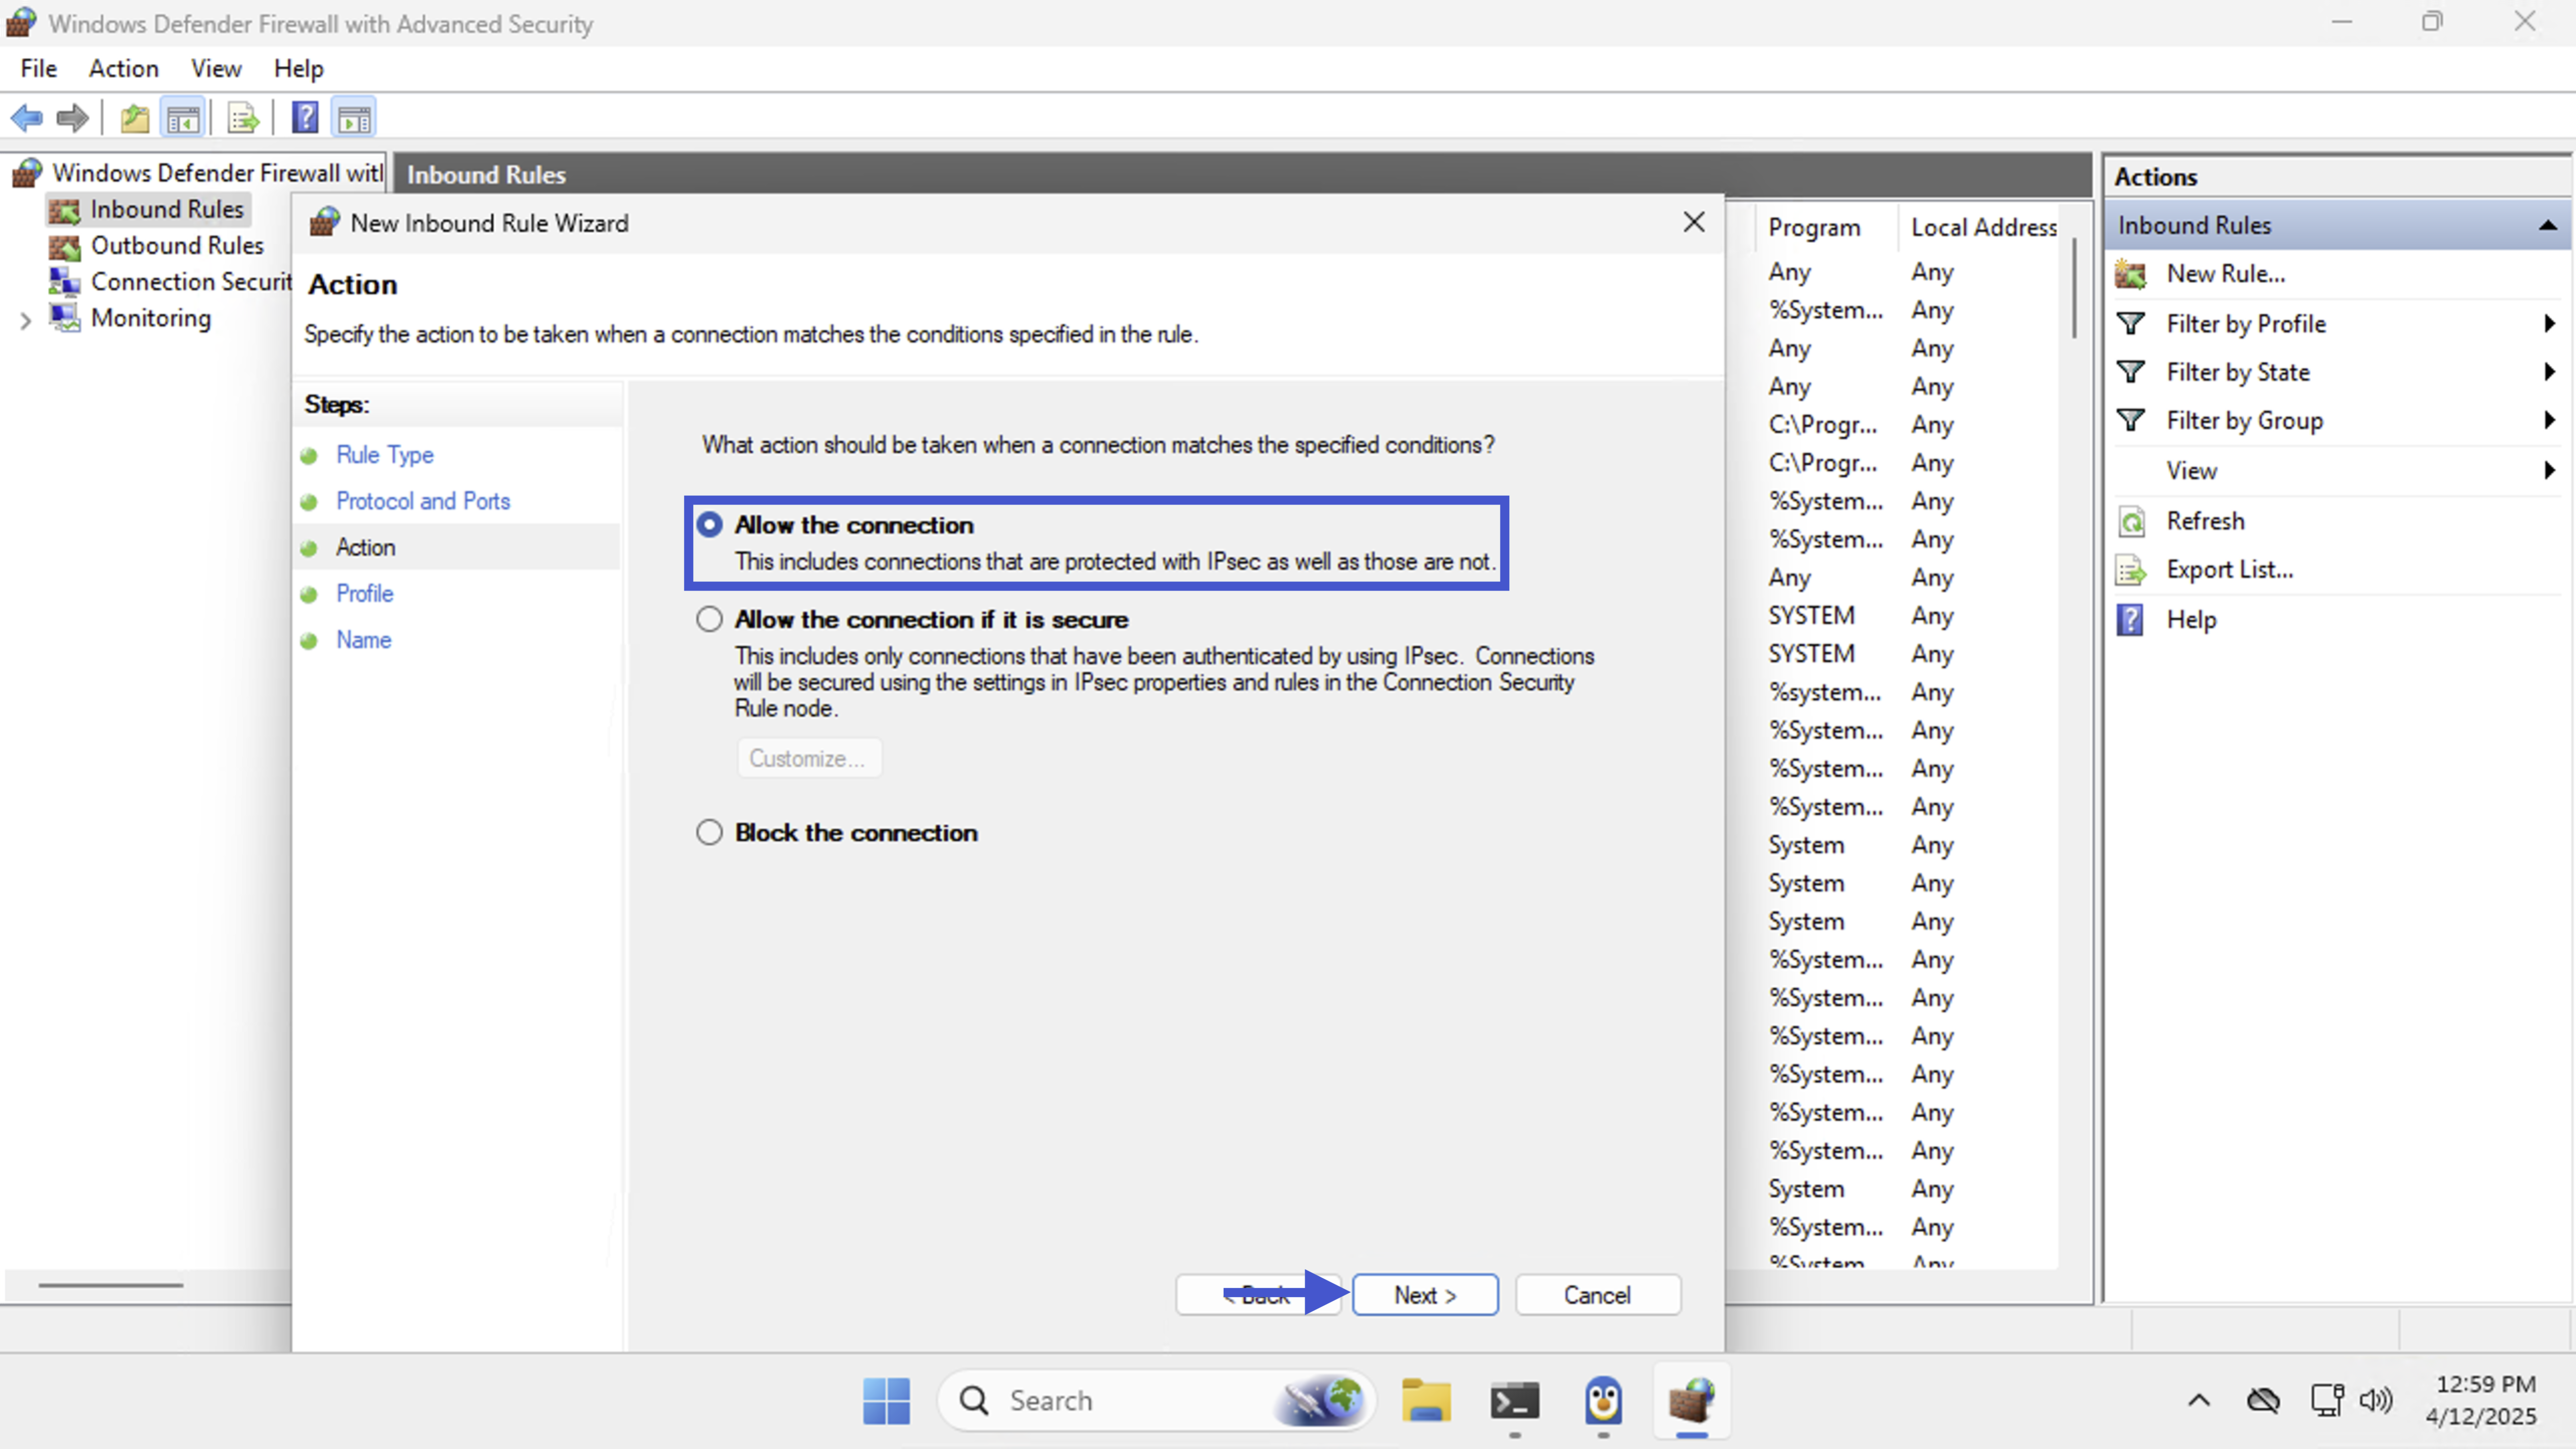 Windows Defender Firewall with Advanced Security
File Action View Help
Windows Defender Firewall witl
Inbound Rules
Outbound Rules
Connection Securit
Monitoring
Inbound Rules
New Inbound Rule Wizard
Action
Specify the action to be taken when a connection matches the conditions specified in the rule.
Steps:
Rule Type
Protocol and Ports
Action
Profile
Name
What action should be taken when a connection matches the specified conditions?
Allow the connection
This includes connections that are protected with IPsec as well as those are not.
Allow the connection if it is secure
This includes only connections that have been authenticated by using IPsec. Connections
will be secured using the settings in IPsec properties and rules in the Connection Security
Rule node.
Customize...
Block the connection
< Back Next > Cancel
Program Local Address
Any Any
%System... Any
Any Any
Any Any
C:\Progr... Any
C:\Progr... Any
%System... Any
%System... Any
Any Any
SYSTEM Any
SYSTEM Any
%system... Any
%System... Any
%System... Any
%System... Any
System Any
System Any
System Any
%System... Any
%System... Any
%System... Any
%System... Any
%System... Any
%System... Any
System Any
%System... Any
%System Any
Actions
Inbound Rules
New Rule...
Filter by Profile
Filter by State
Filter by Group
View
Refresh
Export List...
Help
Search
12:59 PM
4/12/2025